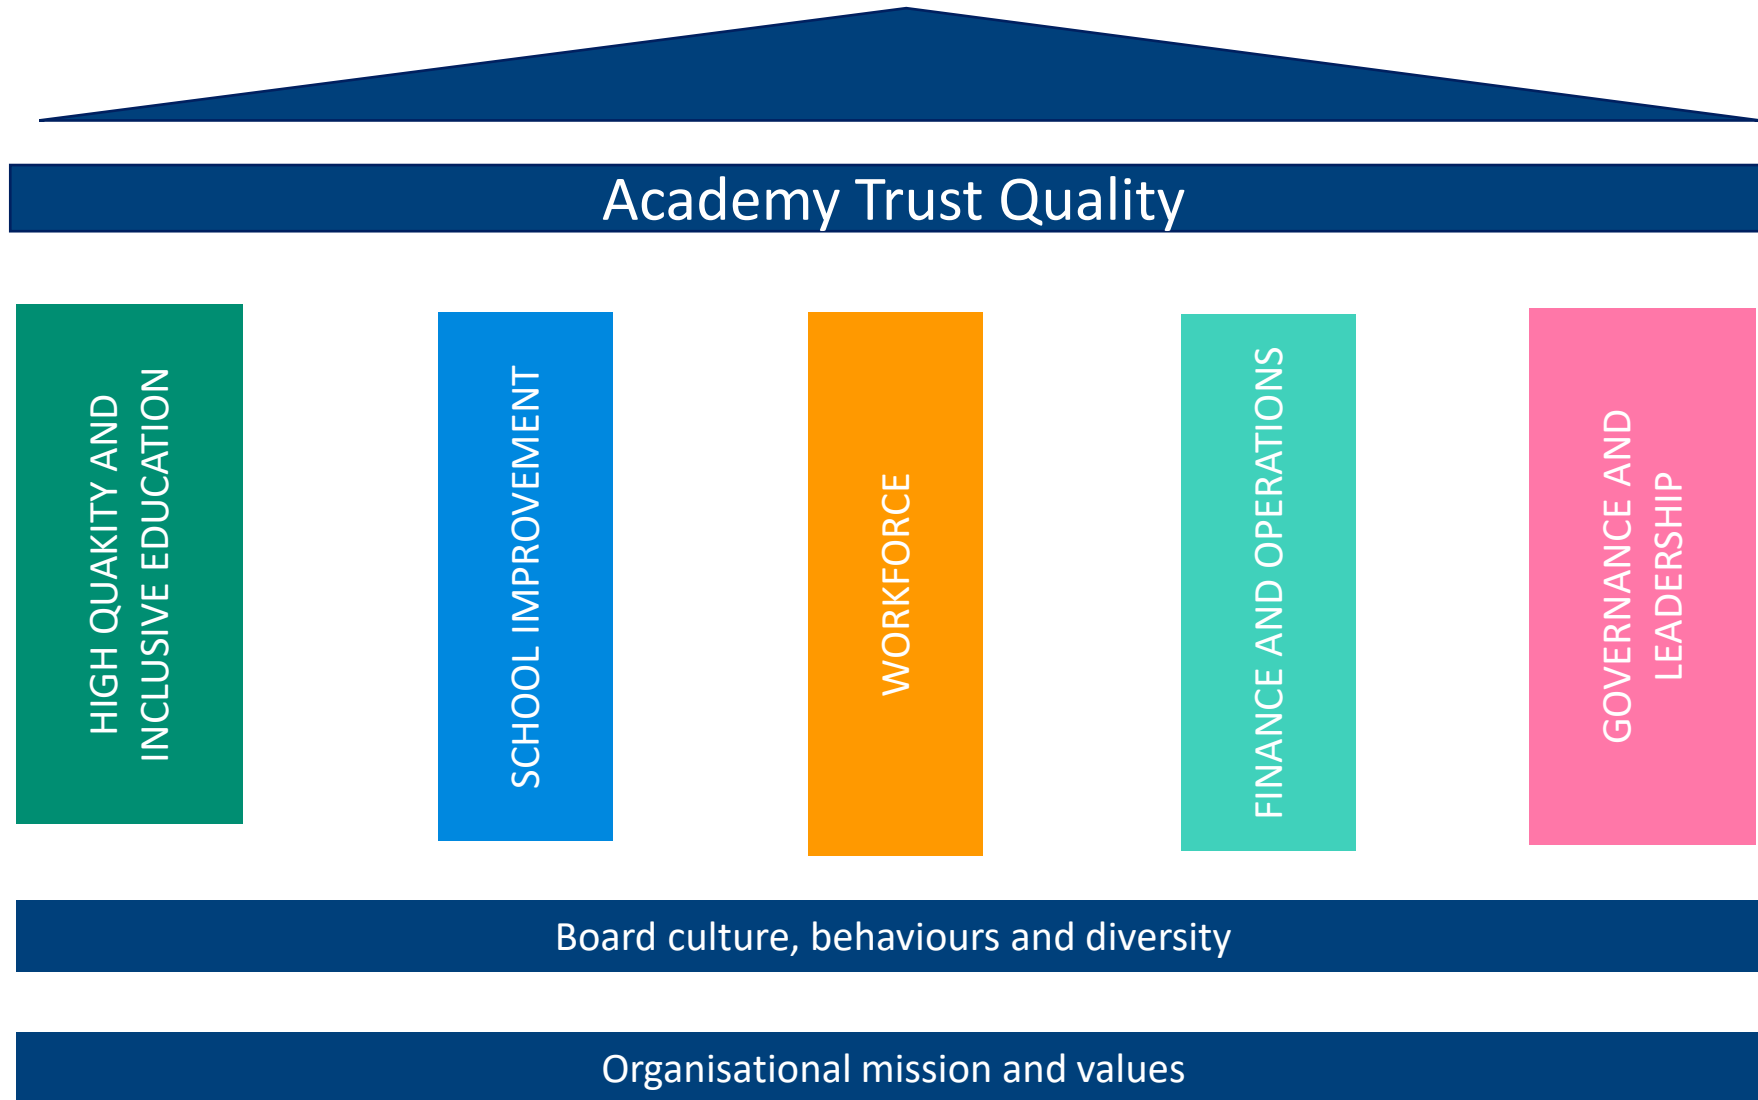 Academy Trust Quality
HIGH QUAKITY AND
INCLUSIVE EDUCATION
SCHOOL IMPROVEMENT
WORKFORCE
FINANCE AND OPERATIONS
GOVERNANCE AND
LEADERSHIP
Board culture, behaviours and diversity
Organisational mission and values